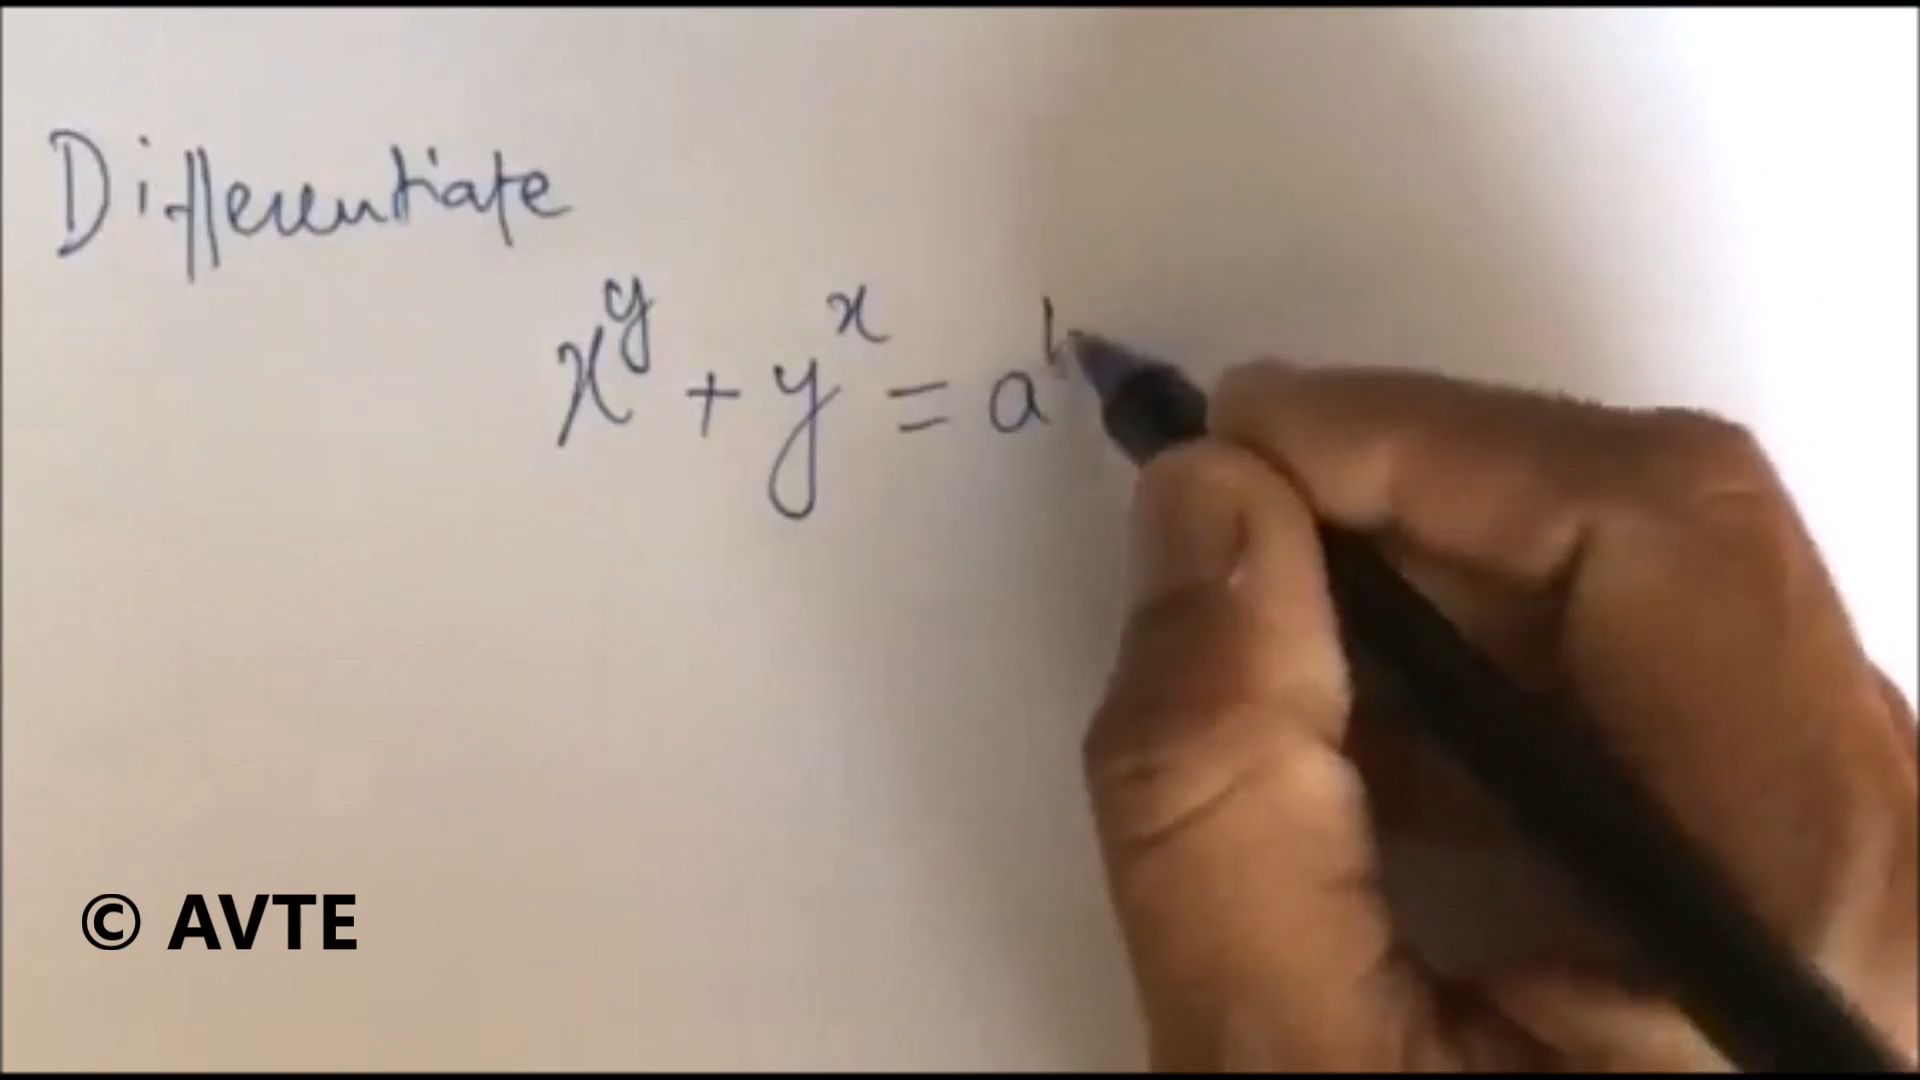 Differentiate
x^y + y^x = a^b
© AVTE